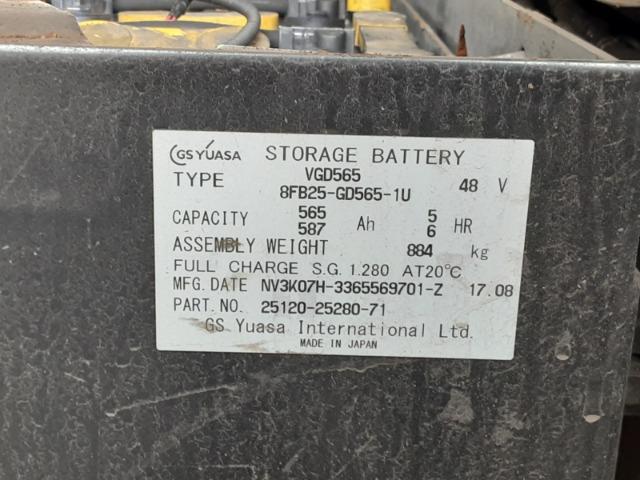 GS YUASA STORAGE BATTERY
TYPE VGD565 48 V
8FB25-GD565-1U
CAPACITY 565 Ah 5 HR
587 6
ASSEMBLY WEIGHT 884 kg
FULL CHARGE S.G. 1.280 AT20°C
MFG. DATE NV3K07H-3365569701-Z 17.08
PART. NO. 25120-25280-71
GS Yuasa International Ltd.
MADE IN JAPAN